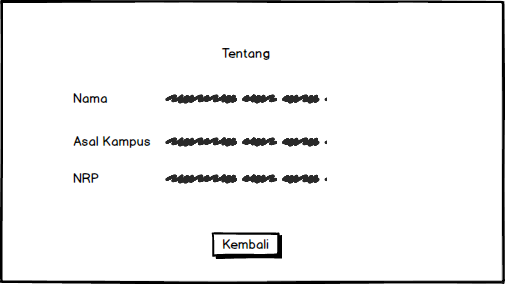 Tentang
Nama
Asal Kampus
NRP
Kembali